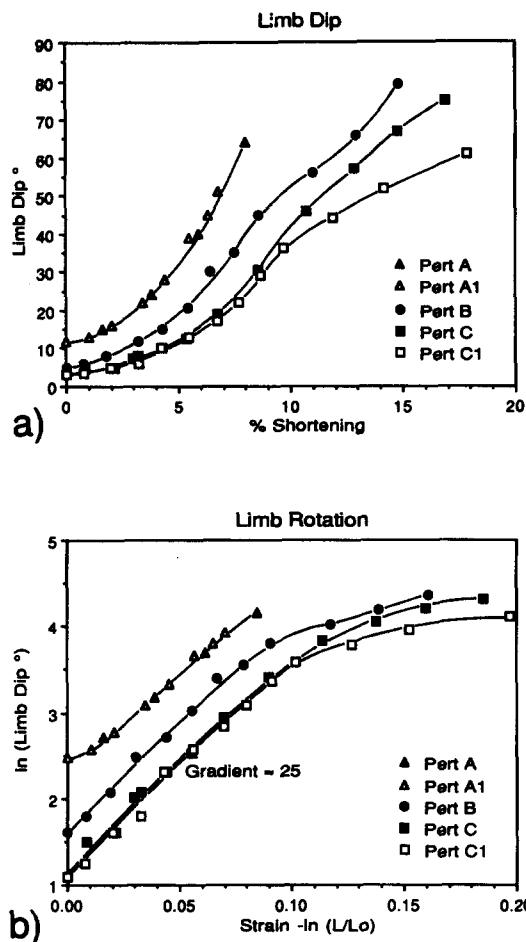 Limb Dip
90
80
70
60
50
40
30
20
10
0
Limb Dip °
Pert A
Pert A1
Pert B
Pert C
Pert C1
0 5 10 15 20
% Shortening
a)
Limb Rotation
5
4
3
2
1
ln (Limb Dip °)
Gradient ~ 25
Pert A
Pert A1
Pert B
Pert C
Pert C1
0.00 0.05 0.10 0.15 0.20
Strain -ln (L/Lo)
b)